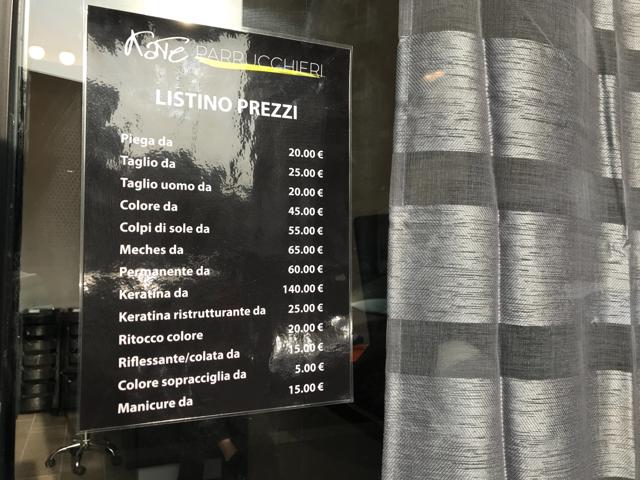 Kate PARRUCCHIERI
LISTINO PREZZI
Piega da 20.00 €
Taglio da 25.00 €
Taglio uomo da 20.00 €
Colore da 45.00 €
Colpi di sole da 55.00 €
Meches da 65.00 €
Permanente da 60.00 €
Keratina da 140.00 €
Keratina ristrutturante da 25.00 €
Ritocco colore 20.00 €
Riflessante/colata da 15.00 €
Colore sopracciglia da 5.00 €
Manicure da 15.00 €